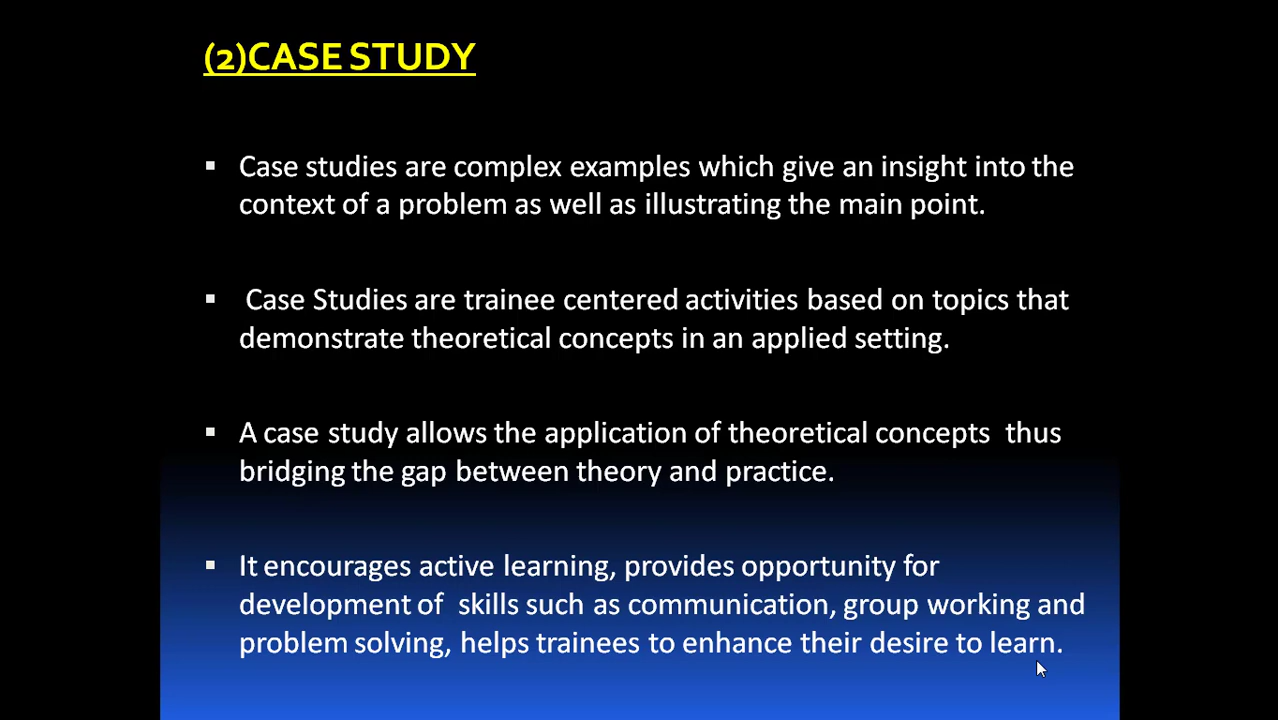 (2)CASE STUDY
▪ Case studies are complex examples which give an insight into the
context of a problem as well as illustrating the main point.
▪ Case Studies are trainee centered activities based on topics that
demonstrate theoretical concepts in an applied setting.
▪ A case study allows the application of theoretical concepts thus
bridging the gap between theory and practice.
▪ It encourages active learning, provides opportunity for
development of skills such as communication, group working and
problem solving, helps trainees to enhance their desire to learn.